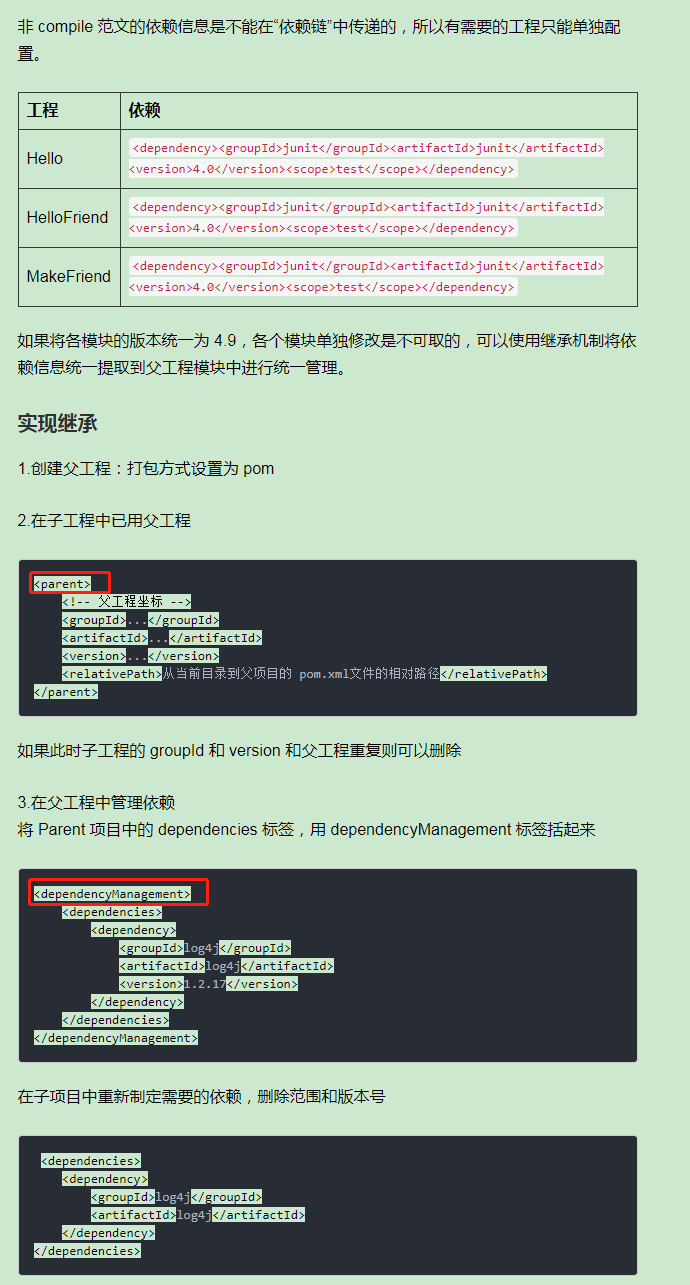 非 compile 范文的依赖信息是不能在“依赖链”中传递的，所以有需要的工程只能单独配
置。
工程 依赖
Hello <dependency><groupId>junit</groupId><artifactId>junit</artifactId>
<version>4.0</version><scope>test</scope></dependency>
HelloFriend <dependency><groupId>junit</groupId><artifactId>junit</artifactId>
<version>4.0</version><scope>test</scope></dependency>
MakeFriend <dependency><groupId>junit</groupId><artifactId>junit</artifactId>
<version>4.0</version><scope>test</scope></dependency>
如果将各模块的版本统一为 4.9，各个模块单独修改是不可取的，可以使用继承机制将依
赖信息统一提取到父工程模块中进行统一管理。
实现继承
1.创建父工程：打包方式设置为 pom
2.在子工程中已用父工程
<parent>
<!-- 父工程坐标 -->
<groupId>...</groupId>
<artifactId>...</artifactId>
<version>...</version>
<relativePath>从当前目录到父项目的 pom.xml文件的相对路径</relativePath>
</parent>
如果此时子工程的 groupId 和 version 和父工程重复则可以删除
3.在父工程中管理依赖
将 Parent 项目中的 dependencies 标签，用 dependencyManagement 标签括起来
<dependencyManagement>
<dependencies>
<dependency>
<groupId>log4j</groupId>
<artifactId>log4j</artifactId>
<version>1.2.17</version>
</dependency>
</dependencies>
</dependencyManagement>
在子项目中重新制定需要的依赖，删除范围和版本号
<dependencies>
<dependency>
<groupId>log4j</groupId>
<artifactId>log4j</artifactId>
</dependency>
</dependencies>